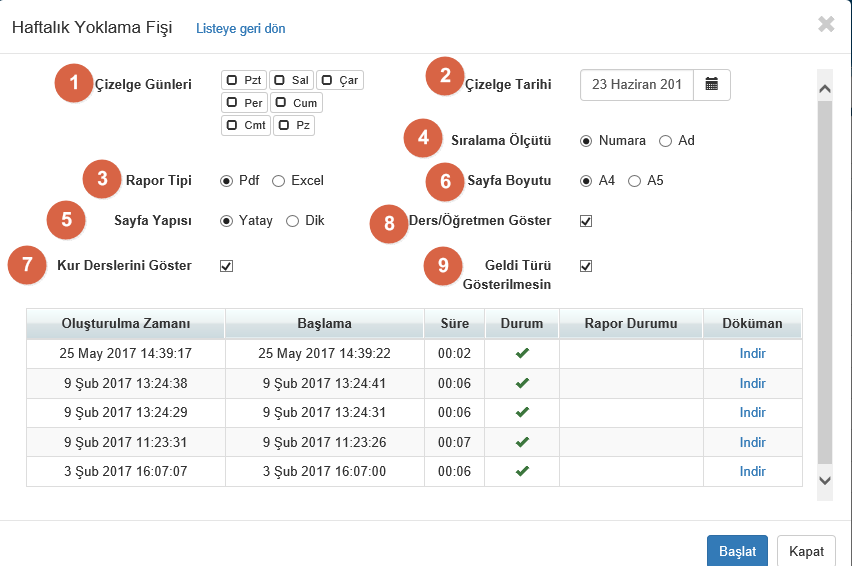 Haftalık Yoklama Fişi Listeye geri dön
1 Çizelge Günleri Pzt Sal Çar
Per Cum
Cmt Pz
2 Çizelge Tarihi 23 Haziran 201
4 Sıralama Ölçütü Numara Ad
3 Rapor Tipi Pdf Excel
6 Sayfa Boyutu A4 A5
5 Sayfa Yapısı Yatay Dik
8 Ders/Öğretmen Göster
7 Kur Derslerini Göster
9 Geldi Türü
Gösterilmesin
Oluşturulma Zamanı Başlama Süre Durum Rapor Durumu Döküman
25 May 2017 14:39:17 25 May 2017 14:39:22 00:02 Indir
9 Şub 2017 13:24:38 9 Şub 2017 13:24:41 00:06 Indir
9 Şub 2017 13:24:29 9 Şub 2017 13:24:31 00:06 Indir
9 Şub 2017 11:23:31 9 Şub 2017 11:23:26 00:07 Indir
3 Şub 2017 16:07:07 3 Şub 2017 16:07:00 00:06 Indir
Başlat Kapat